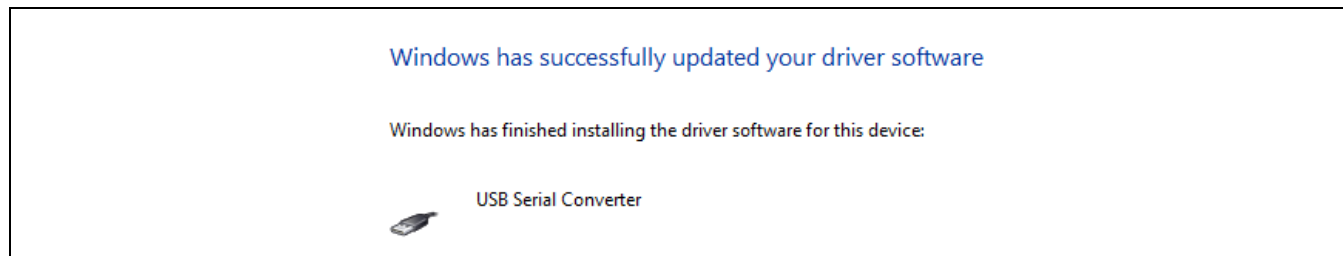 Windows has successfully updated your driver software
Windows has finished installing the driver software for this device:
USB Serial Converter